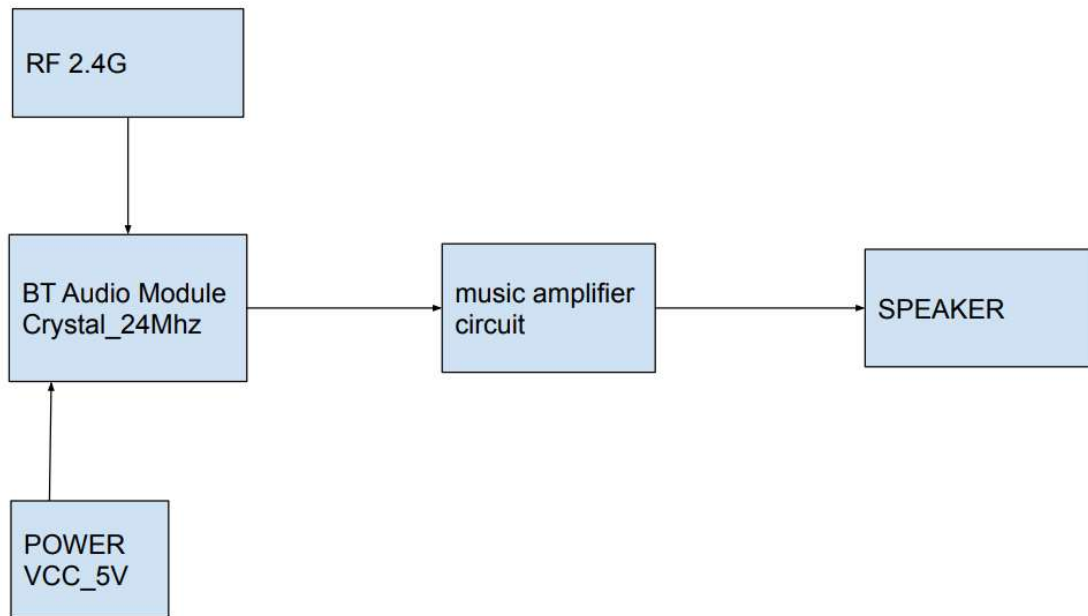 RF 2.4G
BT Audio Module
Crystal_24Mhz
music amplifier
circuit
SPEAKER
POWER
VCC_5V